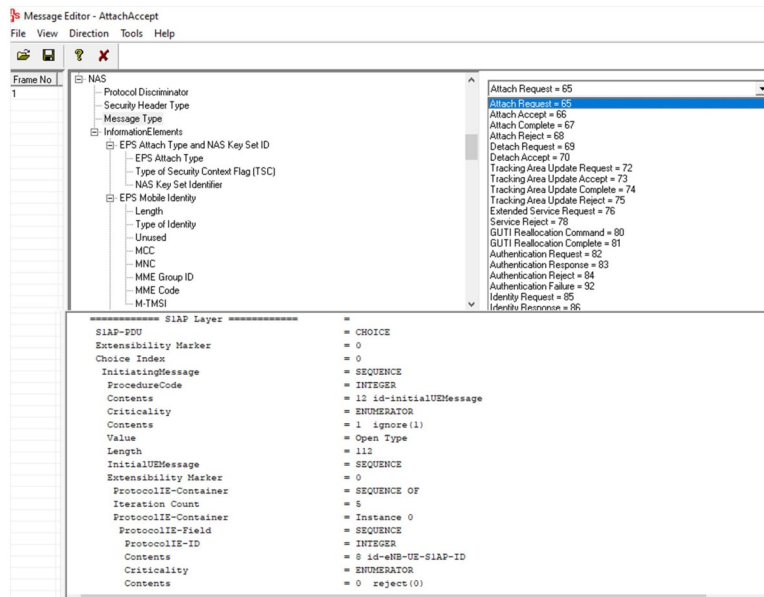 Message Editor - AttachAccept
File View Direction Tools Help
Frame No
1
NAS
Protocol Discriminator
Security Header Type
Message Type
InformationElements
EPS Attach Type and NAS Key Set ID
EPS Attach Type
Type of Security Context Flag (TSC)
NAS Key Set Identifier
EPS Mobile Identity
Length
Type of Identity
Unused
MCC
MNC
MME Group ID
MME Code
M-TMSI
Attach Request = 65
Attach Request = 65
Attach Accept = 66
Attach Complete = 67
Attach Reject = 68
Detach Request = 69
Detach Accept = 70
Tracking Area Update Request = 72
Tracking Area Update Accept = 73
Tracking Area Update Complete = 74
Tracking Area Update Reject = 75
Extended Service Request = 76
Service Reject = 78
GUTI Reallocation Command = 80
GUTI Reallocation Complete = 81
Authentication Request = 82
Authentication Response = 83
Authentication Reject = 84
Authentication Failure = 92
Identity Request = 85
Identity Response = 86
============ S1AP Layer ============ =
S1AP-PDU = CHOICE
Extensibility Marker = 0
Choice Index = 0
InitiatingMessage = SEQUENCE
ProcedureCode = INTEGER
Contents = 12 id-initialUEMessage
Criticality = ENUMERATOR
Contents = 1 ignore(1)
Value = Open Type
Length = 112
InitialUEMessage = SEQUENCE
Extensibility Marker = 0
ProtocolIE-Container = SEQUENCE OF
Iteration Count = 5
ProtocolIE-Container = Instance 0
ProtocolIE-Field = SEQUENCE
ProtocolIE-ID = INTEGER
Contents = 8 id-eNB-UE-S1AP-ID
Criticality = ENUMERATOR
Contents = 0 reject(0)